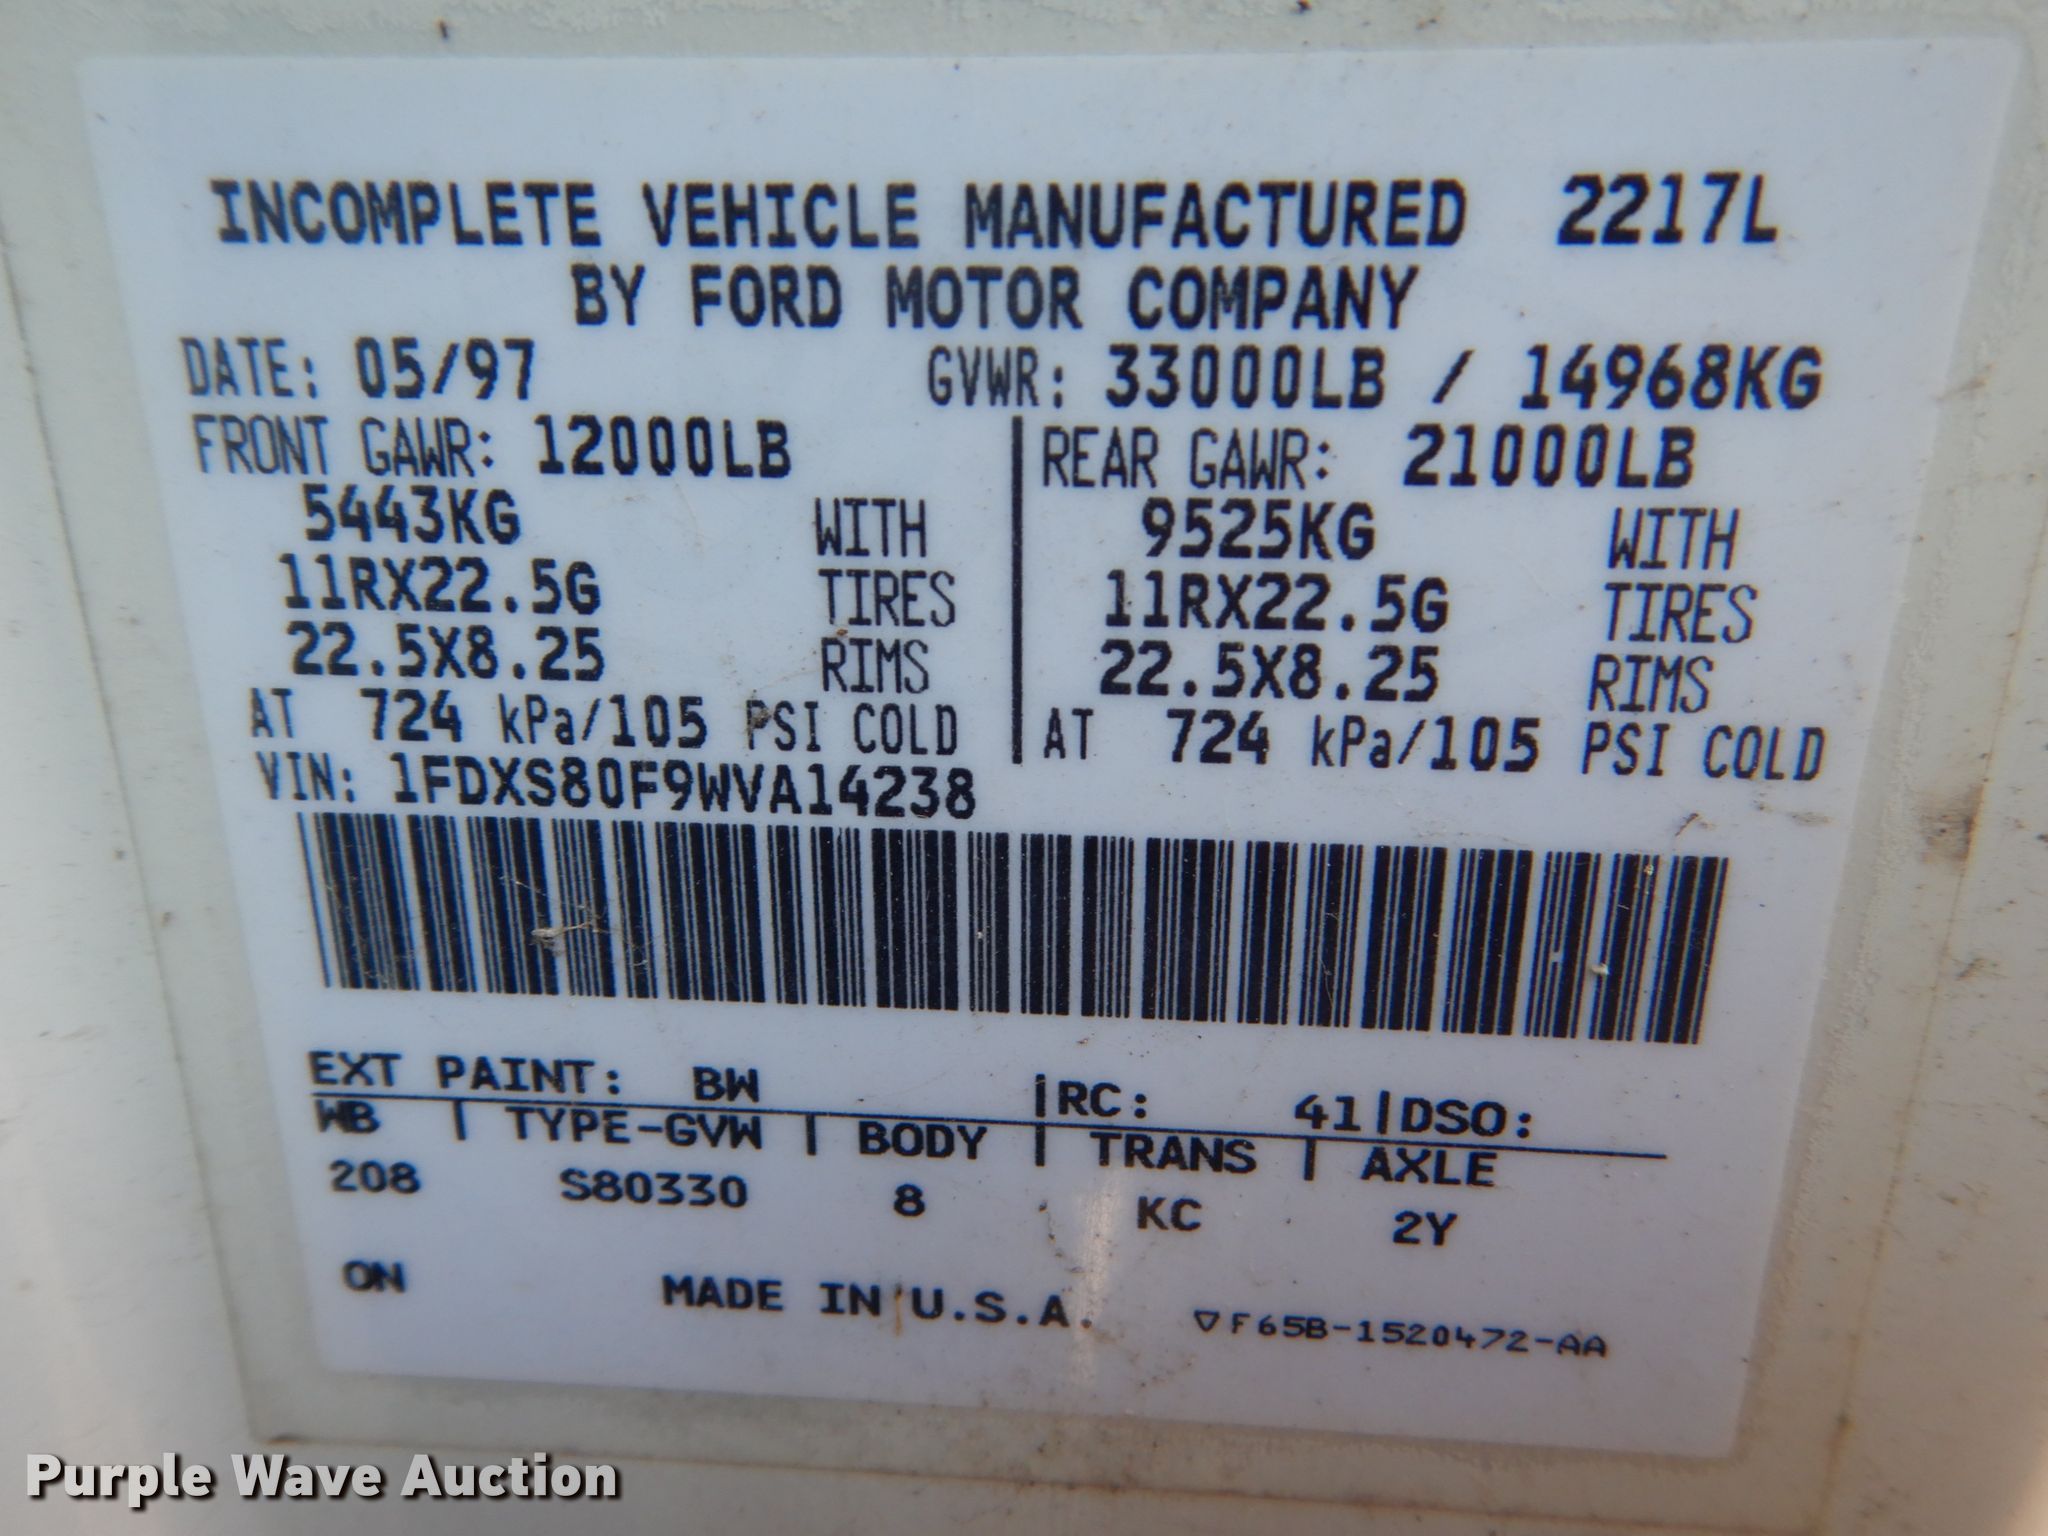 INCOMPLETE VEHICLE MANUFACTURED 2217L
BY FORD MOTOR COMPANY
DATE: 05/97 GVWR: 33000LB / 14968KG
FRONT GAWR: 12000LB REAR GAWR: 21000LB
5443KG WITH 9525KG WITH
11RX22.5G TIRES 11RX22.5G TIRES
22.5X8.25 RIMS 22.5X8.25 RIMS
AT 724 kPa/105 PSI COLD AT 724 kPa/105 PSI COLD
VIN: 1FDXS80F9WVA14238
EXT PAINT: BW |RC: 41|DSO:
WB | TYPE-GVW | BODY | TRANS | AXLE
208 S80330 8 KC 2Y
ON MADE IN U.S.A. ▽F65B-1520472-AA
Purple Wave Auction